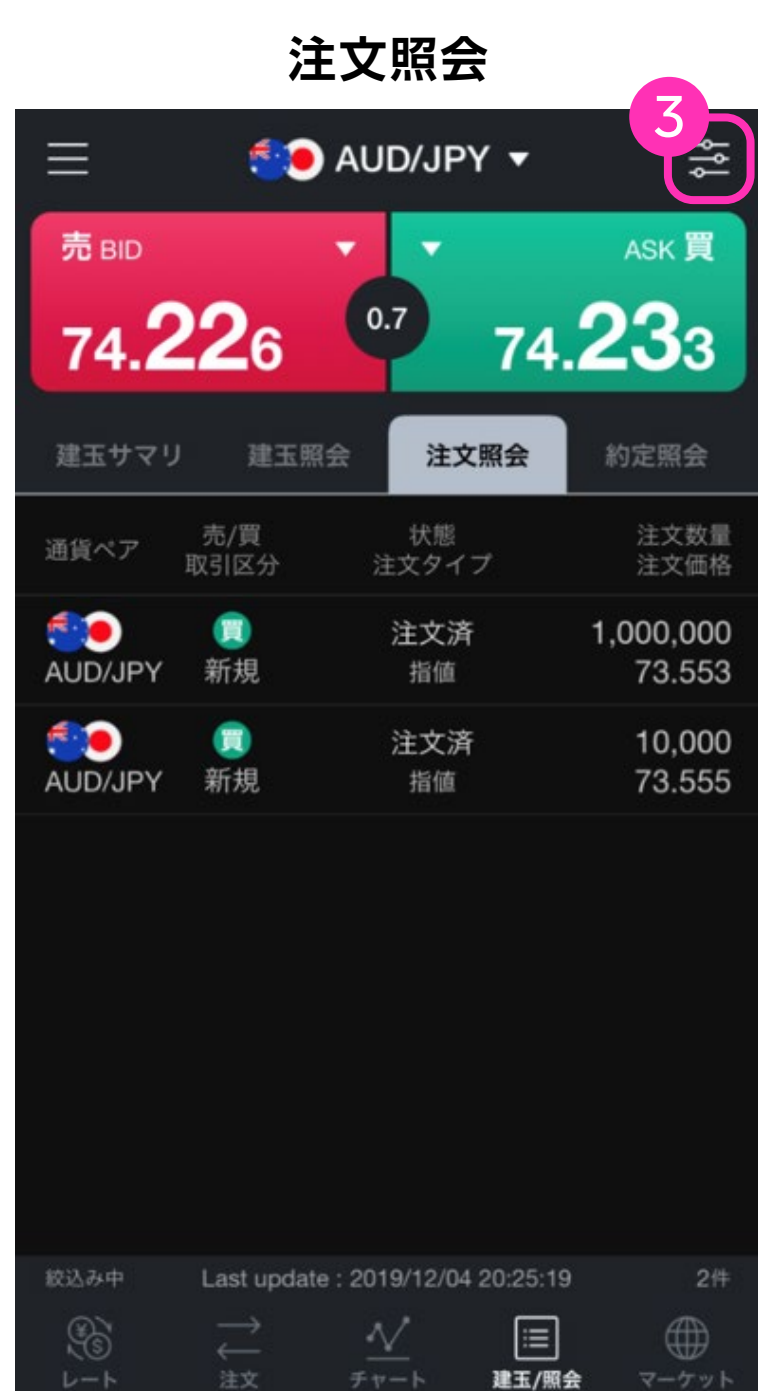 注文照会
3
AUD/JPY ▼
売 BID ▼ ▼ ASK 買
74.226 0.7 74.233
建玉サマリ 建玉照会 注文照会 約定照会
通貨ペア 売/買 状態 注文数量
取引区分 注文タイプ 注文価格
買 注文済 1,000,000
AUD/JPY 新規 指値 73.553
買 注文済 10,000
AUD/JPY 新規 指値 73.555
絞込み中 Last update : 2019/12/04 20:25:19 2件
レート 注文 チャート 建玉/照会 マーケット